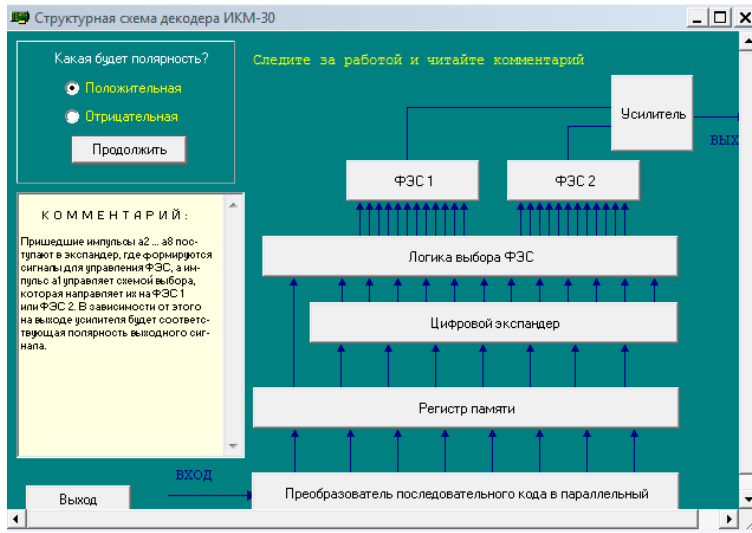 Структурная схема декодера ИКМ-30
Какая будет полярность?
Положительная
Отрицательная
Продолжить
Следите за работой и читайте комментарий
Усилитель
ВЫХ
ФЭС 1
ФЭС 2
КОММЕНТАРИЙ:
Пришедшие импульсы а2 ... а8 пос-
тупают в экспандер, где формируются
сигналы для управления ФЭС, а им-
пульс а1 управляет схемой выбора,
которая направляет их на ФЭС 1
или ФЭС 2. В зависимости от этого
на выходе усилителя будет соответс-
твующая полярность выходного сиг-
нала.
Логика выбора ФЭС
Цифровой экспандер
Регистр памяти
ВХОД
Преобразователь последовательного кода в параллельный
Выход